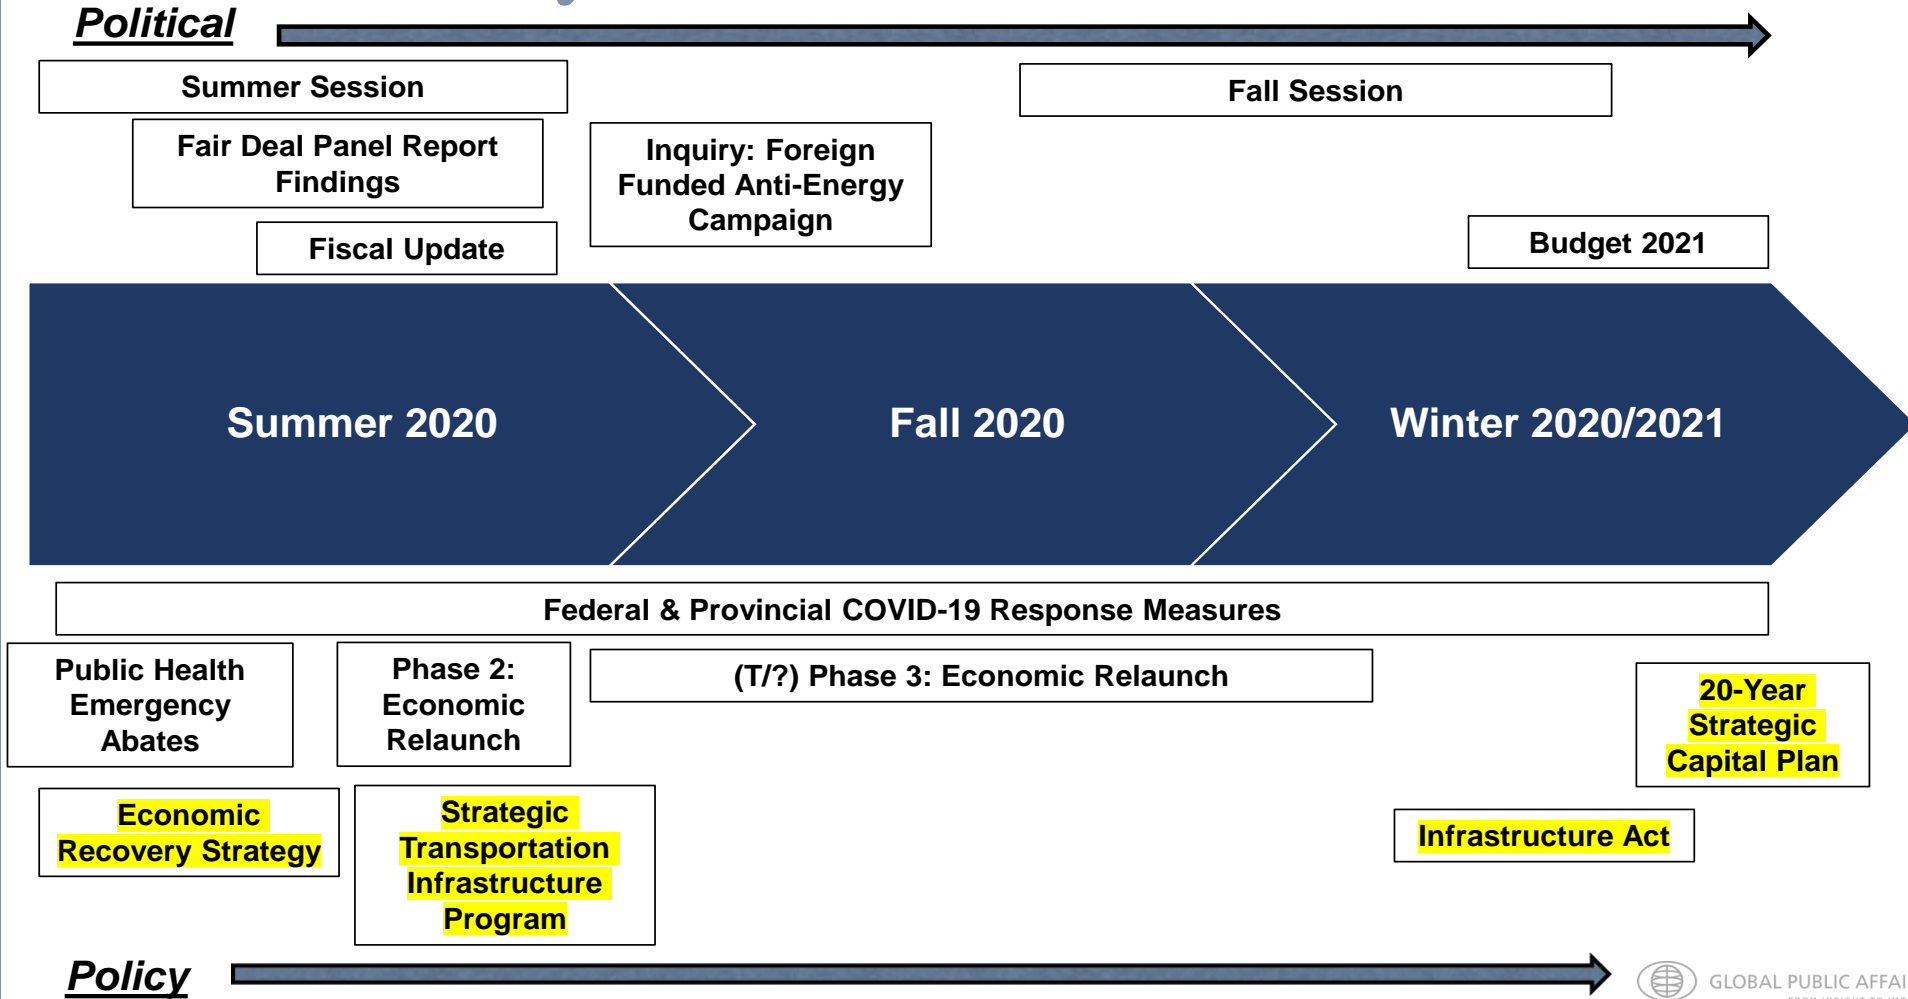 Political
Summer Session
Fall Session
Fair Deal Panel Report
Findings
Inquiry: Foreign
Funded Anti-Energy
Campaign
Fiscal Update
Budget 2021
Summer 2020
Fall 2020
Winter 2020/2021
Federal & Provincial COVID-19 Response Measures
Public Health
Emergency
Abates
Phase 2:
Economic
Relaunch
(T/?) Phase 3: Economic Relaunch
20-Year
Strategic
Capital Plan
Economic
Recovery Strategy
Strategic
Transportation
Infrastructure
Program
Infrastructure Act
Policy
GLOBAL PUBLIC AFFAI